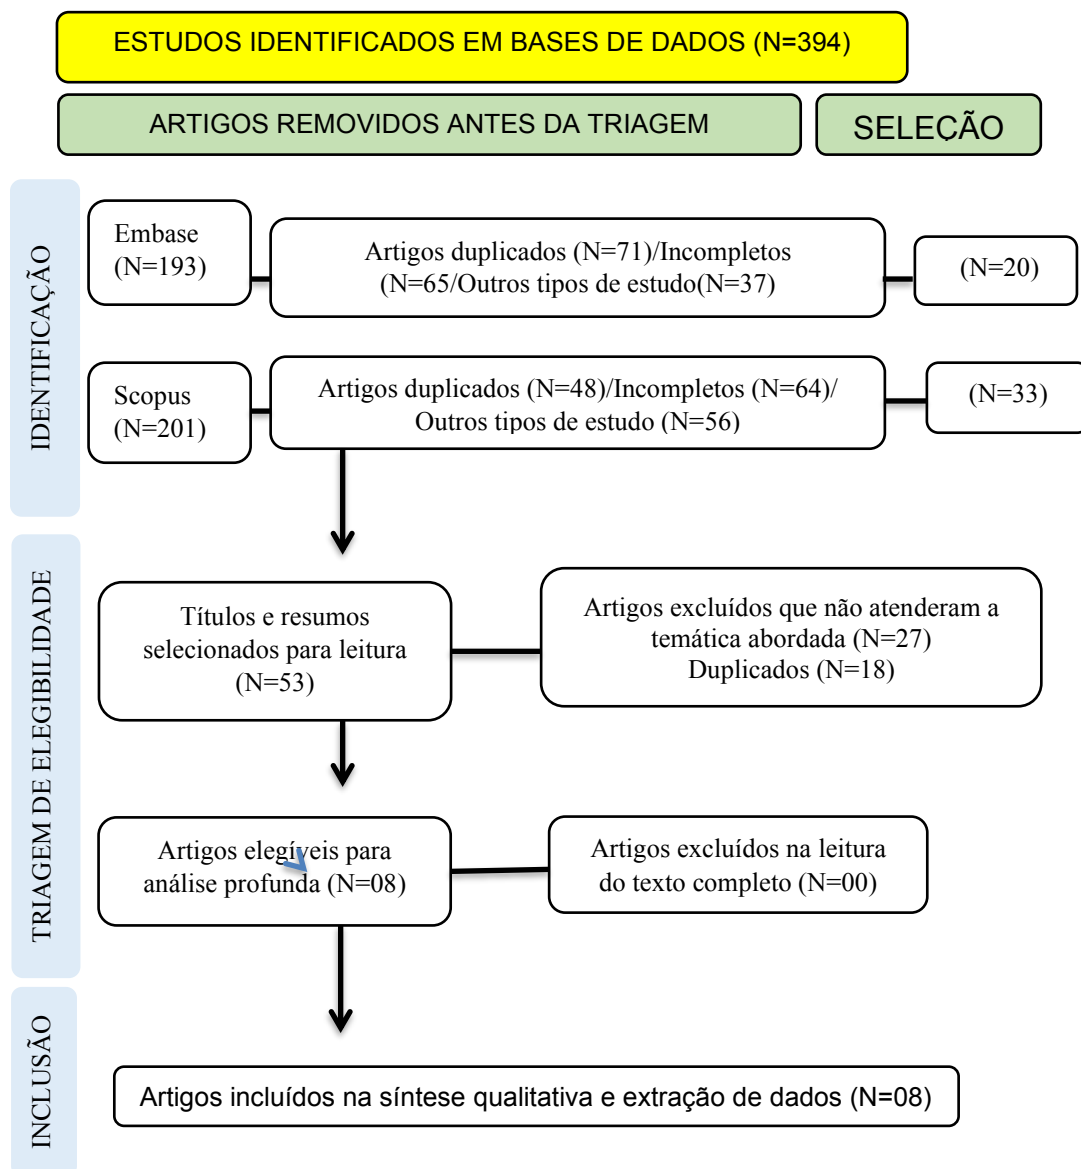 ESTUDOS IDENTIFICADOS EM BASES DE DADOS (N=394)
ARTIGOS REMOVIDOS ANTES DA TRIAGEM
SELEÇÃO
IDENTIFICAÇÃO
Embase
(N=193)
Artigos duplicados (N=71)/Incompletos
(N=65/Outros tipos de estudo(N=37)
(N=20)
Scopus
(N=201)
Artigos duplicados (N=48)/Incompletos (N=64)/
Outros tipos de estudo (N=56)
(N=33)
TRIAGEM DE ELEGIBILIDADE
Títulos e resumos
selecionados para leitura
(N=53)
Artigos excluídos que não atenderam a
temática abordada (N=27)
Duplicados (N=18)
Artigos elegíveis para
análise profunda (N=08)
Artigos excluídos na leitura
do texto completo (N=00)
INCLUSÃO
Artigos incluídos na síntese qualitativa e extração de dados (N=08)